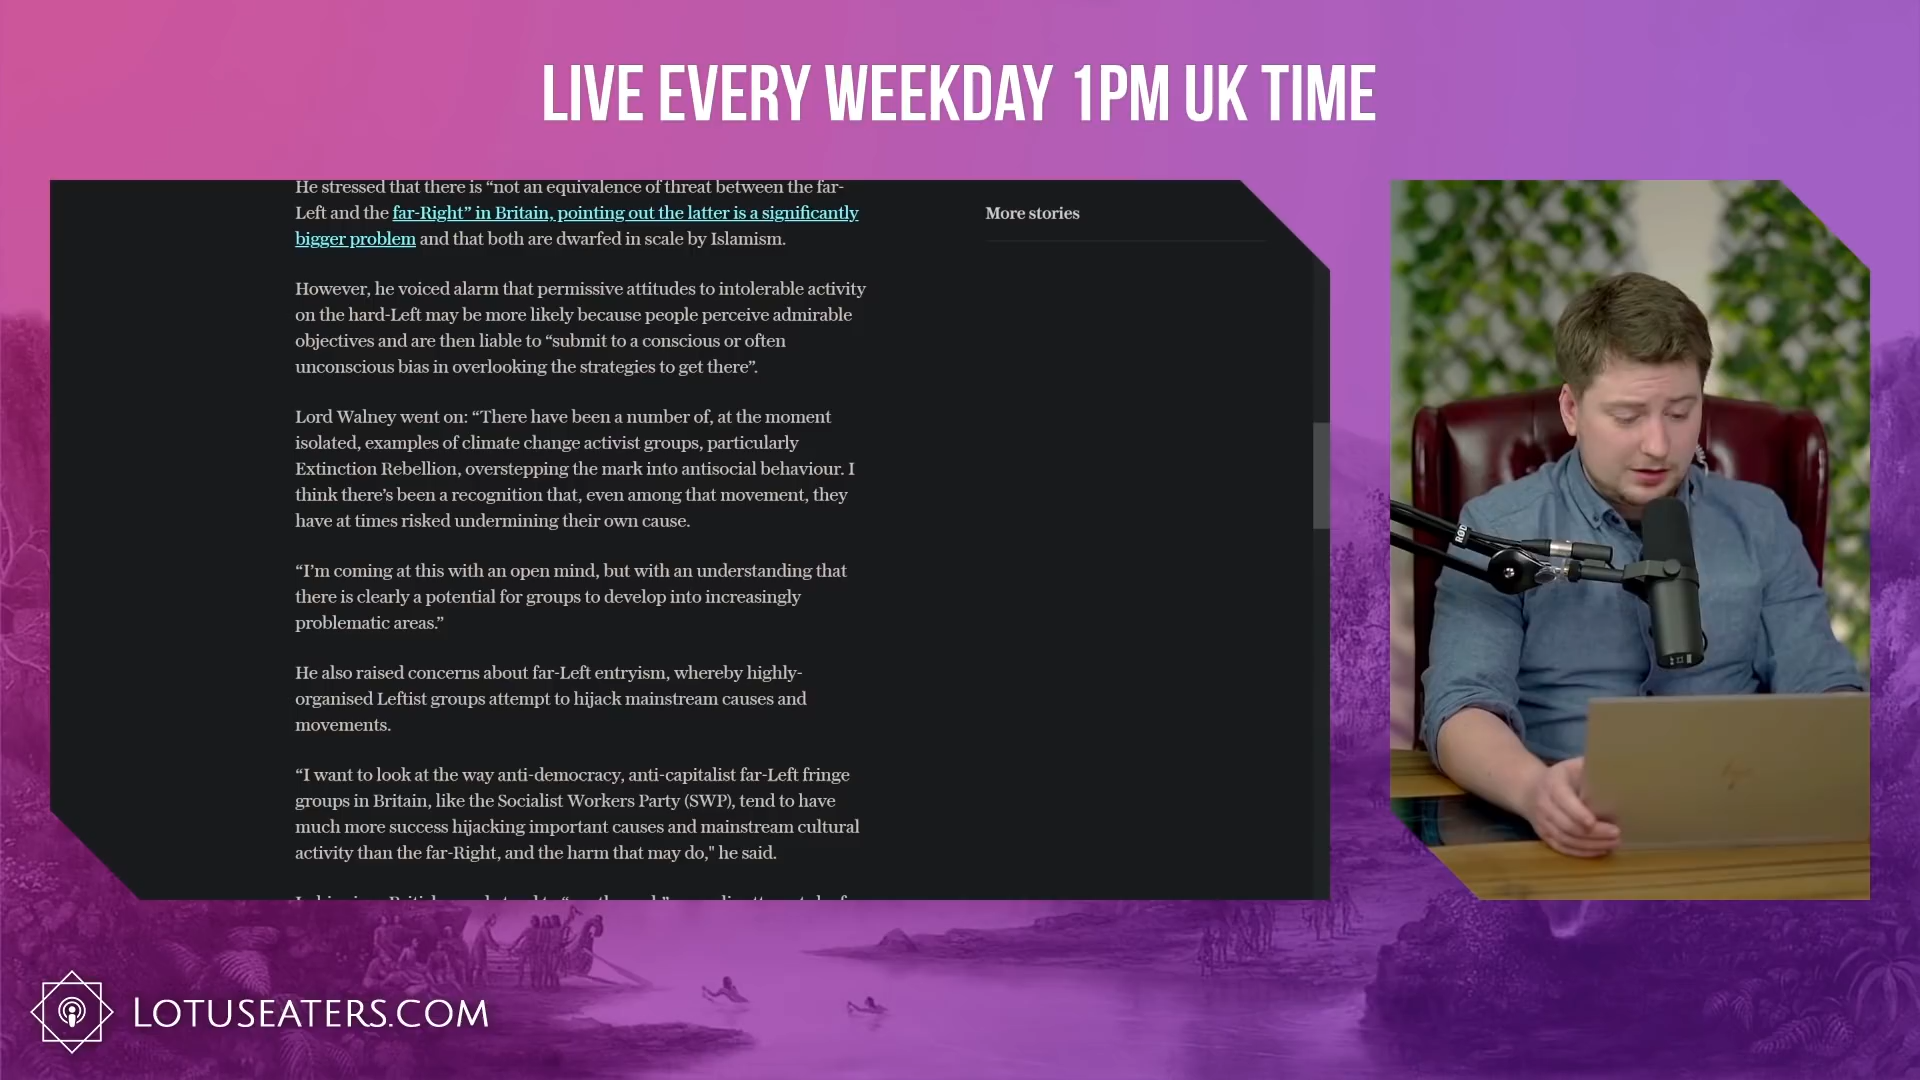 LIVE EVERY WEEKDAY 1PM UK TIME
He stressed that there is “not an equivalence of threat between the far-
Left and the far-Right” in Britain, pointing out the latter is a significantly
bigger problem and that both are dwarfed in scale by Islamism.
However, he voiced alarm that permissive attitudes to intolerable activity
on the hard-Left may be more likely because people perceive admirable
objectives and are then liable to “submit to a conscious or often
unconscious bias in overlooking the strategies to get there”.
Lord Walney went on: “There have been a number of, at the moment
isolated, examples of climate change activist groups, particularly
Extinction Rebellion, overstepping the mark into antisocial behaviour. I
think there’s been a recognition that, even among that movement, they
have at times risked undermining their own cause.
“I’m coming at this with an open mind, but with an understanding that
there is clearly a potential for groups to develop into increasingly
problematic areas.”
He also raised concerns about far-Left entryism, whereby highly-
organised Leftist groups attempt to hijack mainstream causes and
movements.
“I want to look at the way anti-democracy, anti-capitalist far-Left fringe
groups in Britain, like the Socialist Workers Party (SWP), tend to have
much more success hijacking important causes and mainstream cultural
activity than the far-Right, and the harm that may do," he said.
More stories
RØD
LOTUSEATERS.COM